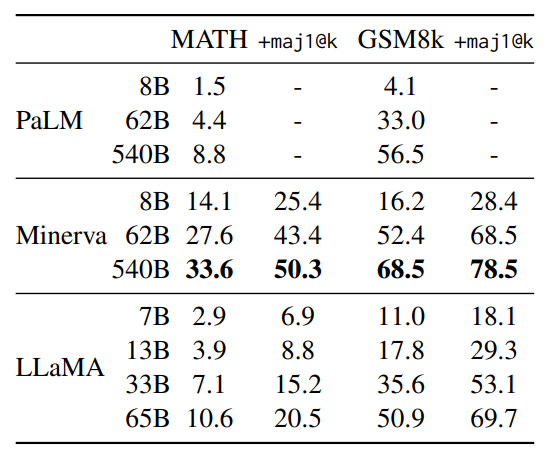 MATH +maj1@k GSM8k +maj1@k
8B 1.5 - 4.1 -
PaLM 62B 4.4 - 33.0 -
540B 8.8 - 56.5 -
8B 14.1 25.4 16.2 28.4
Minerva 62B 27.6 43.4 52.4 68.5
540B 33.6 50.3 68.5 78.5
7B 2.9 6.9 11.0 18.1
13B 3.9 8.8 17.8 29.3
LLaMA
33B 7.1 15.2 35.6 53.1
65B 10.6 20.5 50.9 69.7